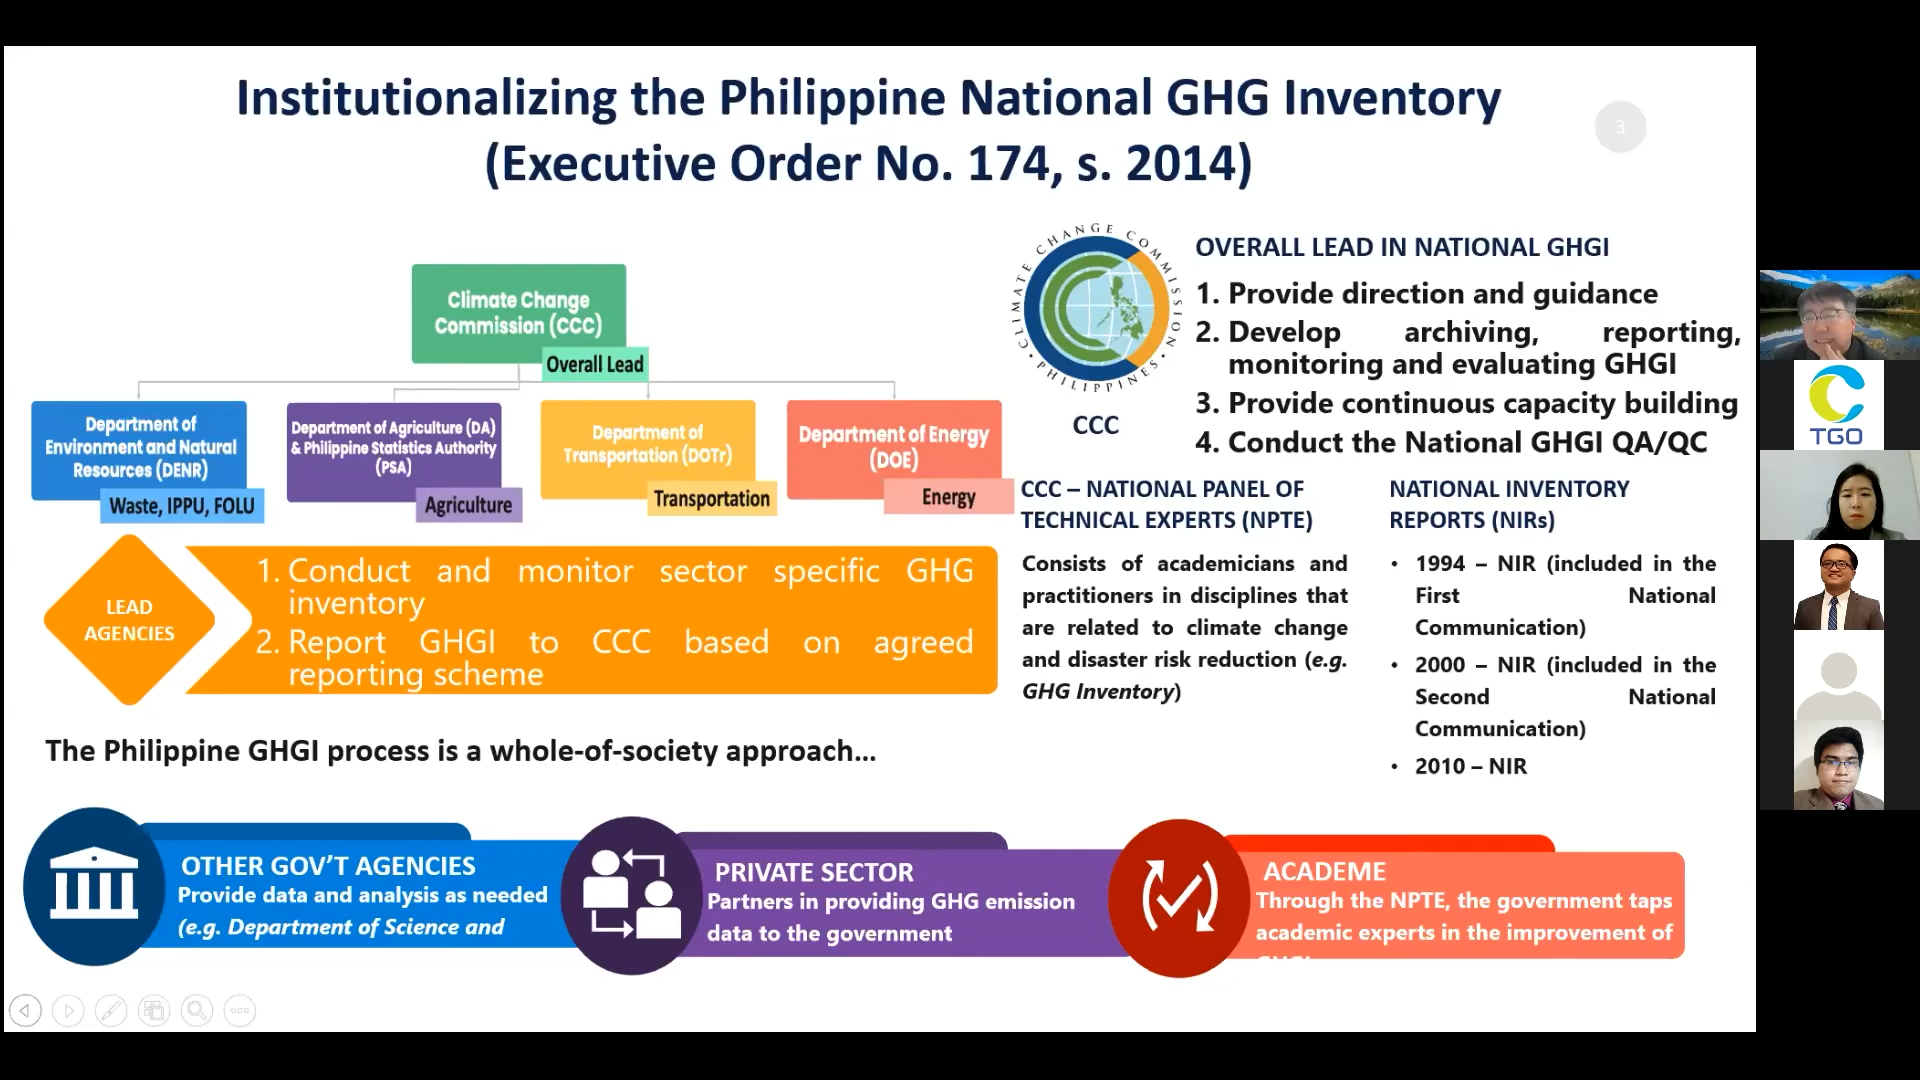 Institutionalizing the Philippine National GHG Inventory
(Executive Order No. 174, s. 2014)
3
Climate Change
Commission (CCC)
Overall Lead
Department of
Environment and Natural
Resources (DENR)
Waste, IPPU, FOLU
Department of Agriculture (DA)
& Philippine Statistics Authority
(PSA)
Agriculture
Department of
Transportation (DOTr)
Transportation
Department of Energy
(DOE)
Energy
LEAD
AGENCIES
1. Conduct and monitor sector specific GHG
inventory
2. Report GHGI to CCC based on agreed
reporting scheme
CLIMATE CHANGE COMMISSION
PHILIPPINES
CCC
OVERALL LEAD IN NATIONAL GHGI
1. Provide direction and guidance
2. Develop archiving, reporting,
monitoring and evaluating GHGI
3. Provide continuous capacity building
4. Conduct the National GHGI QA/QC
CCC – NATIONAL PANEL OF
TECHNICAL EXPERTS (NPTE)
Consists of academicians and
practitioners in disciplines that
are related to climate change
and disaster risk reduction (e.g.
GHG Inventory)
NATIONAL INVENTORY
REPORTS (NIRs)
• 1994 – NIR (included in the
First National
Communication)
• 2000 – NIR (included in the
Second National
Communication)
• 2010 – NIR
The Philippine GHGI process is a whole-of-society approach...
OTHER GOV'T AGENCIES
Provide data and analysis as needed
(e.g. Department of Science and
PRIVATE SECTOR
Partners in providing GHG emission
data to the government
ACADEME
Through the NPTE, the government taps
academic experts in the improvement of
TGO